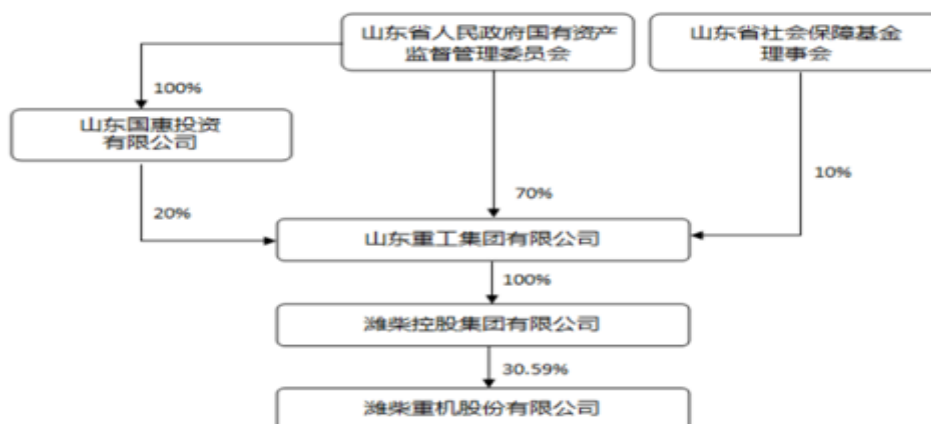 山东省人民政府国有资产
监督管理委员会
山东省社会保障基金
理事会
100%
山东国惠投资
有限公司
10%
70%
20%
山东重工集团有限公司
100%
潍柴控股集团有限公司
30.59%
潍柴重机股份有限公司